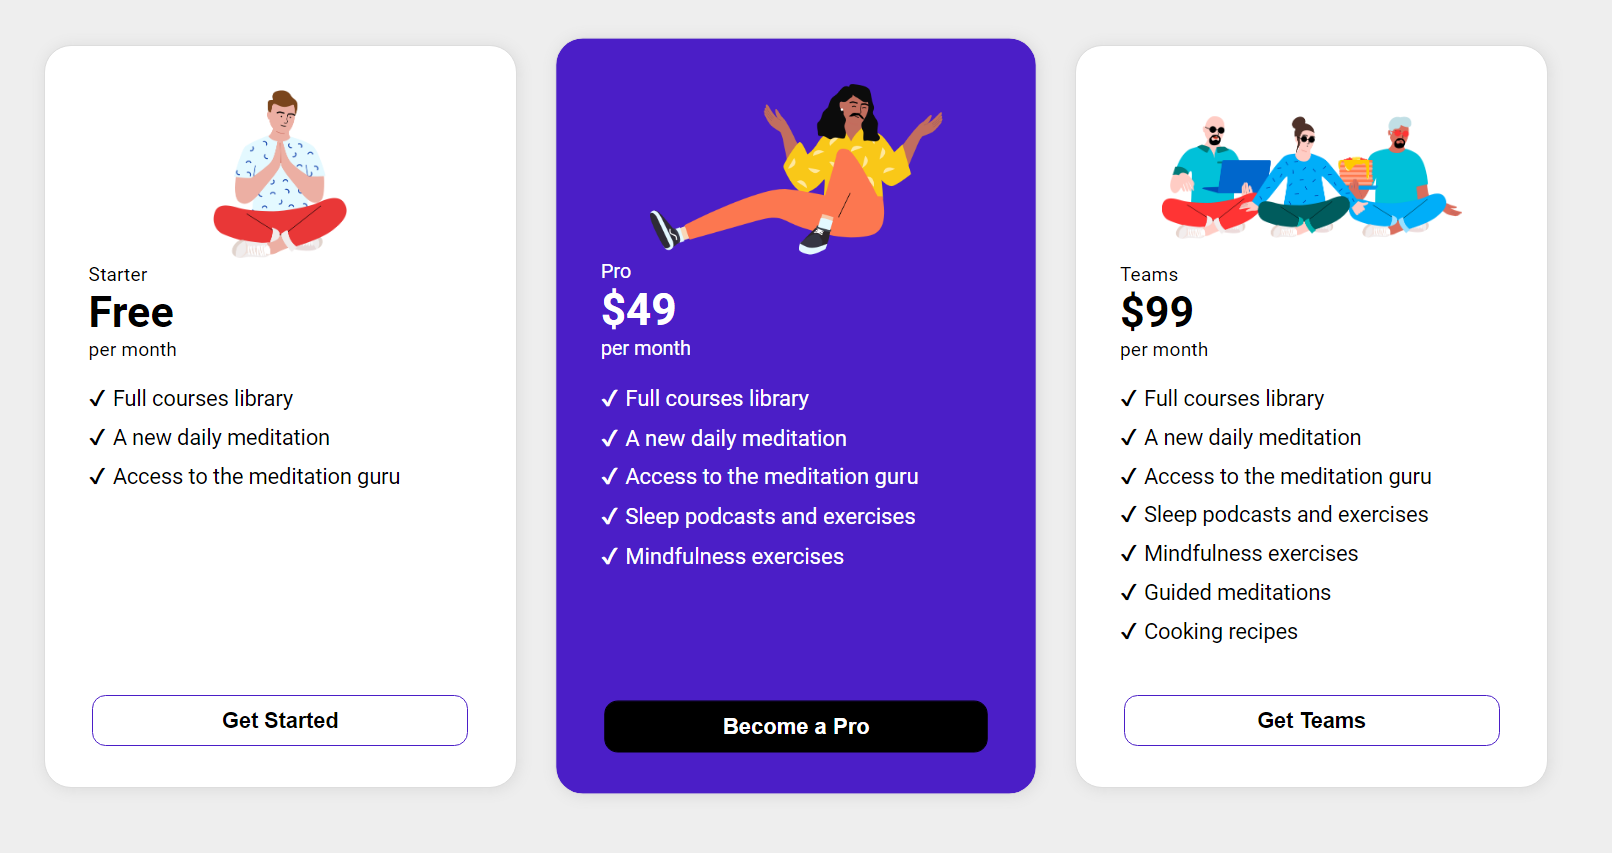 Starter
Free
per month
✓ Full courses library
✓ A new daily meditation
✓ Access to the meditation guru
Get Started
Pro
$49
per month
✓ Full courses library
✓ A new daily meditation
✓ Access to the meditation guru
✓ Sleep podcasts and exercises
✓ Mindfulness exercises
Become a Pro
Teams
$99
per month
✓ Full courses library
✓ A new daily meditation
✓ Access to the meditation guru
✓ Sleep podcasts and exercises
✓ Mindfulness exercises
✓ Guided meditations
✓ Cooking recipes
Get Teams